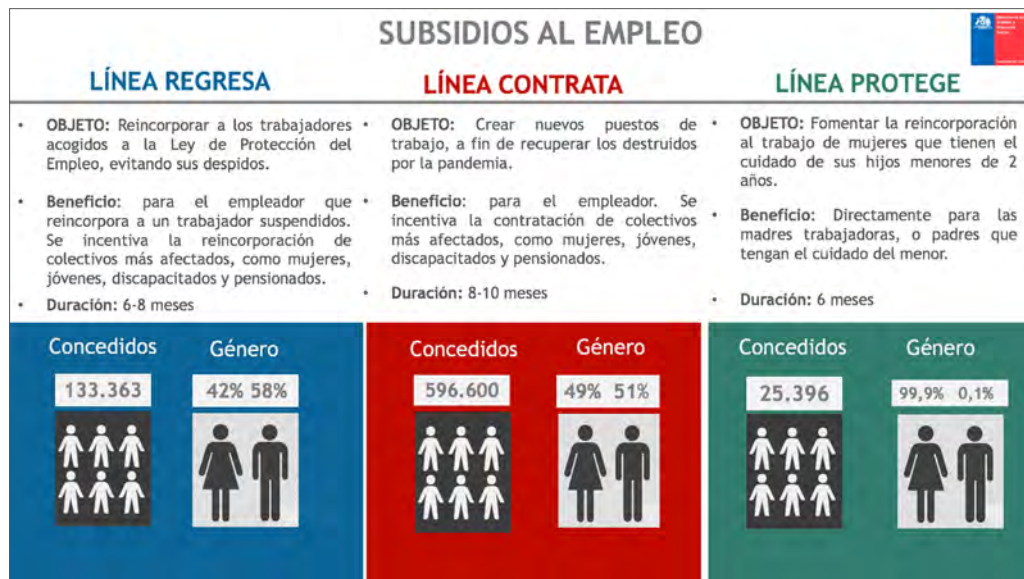 SUBSIDIOS AL EMPLEO
LÍNEA REGRESA
• OBJETO: Reincorporar a los trabajadores
acogidos a la Ley de Protección del
Empleo, evitando sus despidos.
• Beneficio: para el empleador que
reincorpora a un trabajador suspendidos.
Se incentiva la reincorporación de
colectivos más afectados, como mujeres,
jóvenes, discapacitados y pensionados.
• Duración: 6-8 meses
Concedidos
Género
133.363
42% 58%
LÍNEA CONTRATA
• OBJETO: Crear nuevos puestos de
trabajo, a fin de recuperar los destruidos
por la pandemia.
• Beneficio: para el empleador. Se
incentiva la contratación de colectivos
más afectados, como mujeres, jóvenes,
discapacitados y pensionados.
• Duración: 8-10 meses
Concedidos
Género
596.600
49% 51%
LÍNEA PROTEGE
• OBJETO: Fomentar la reincorporación
al trabajo de mujeres que tienen el
cuidado de sus hijos menores de 2
años.
• Beneficio: Directamente para las
madres trabajadoras, o padres que
tengan el cuidado del menor.
• Duración: 6 meses
Concedidos
Género
25.396
99,9% 0,1%